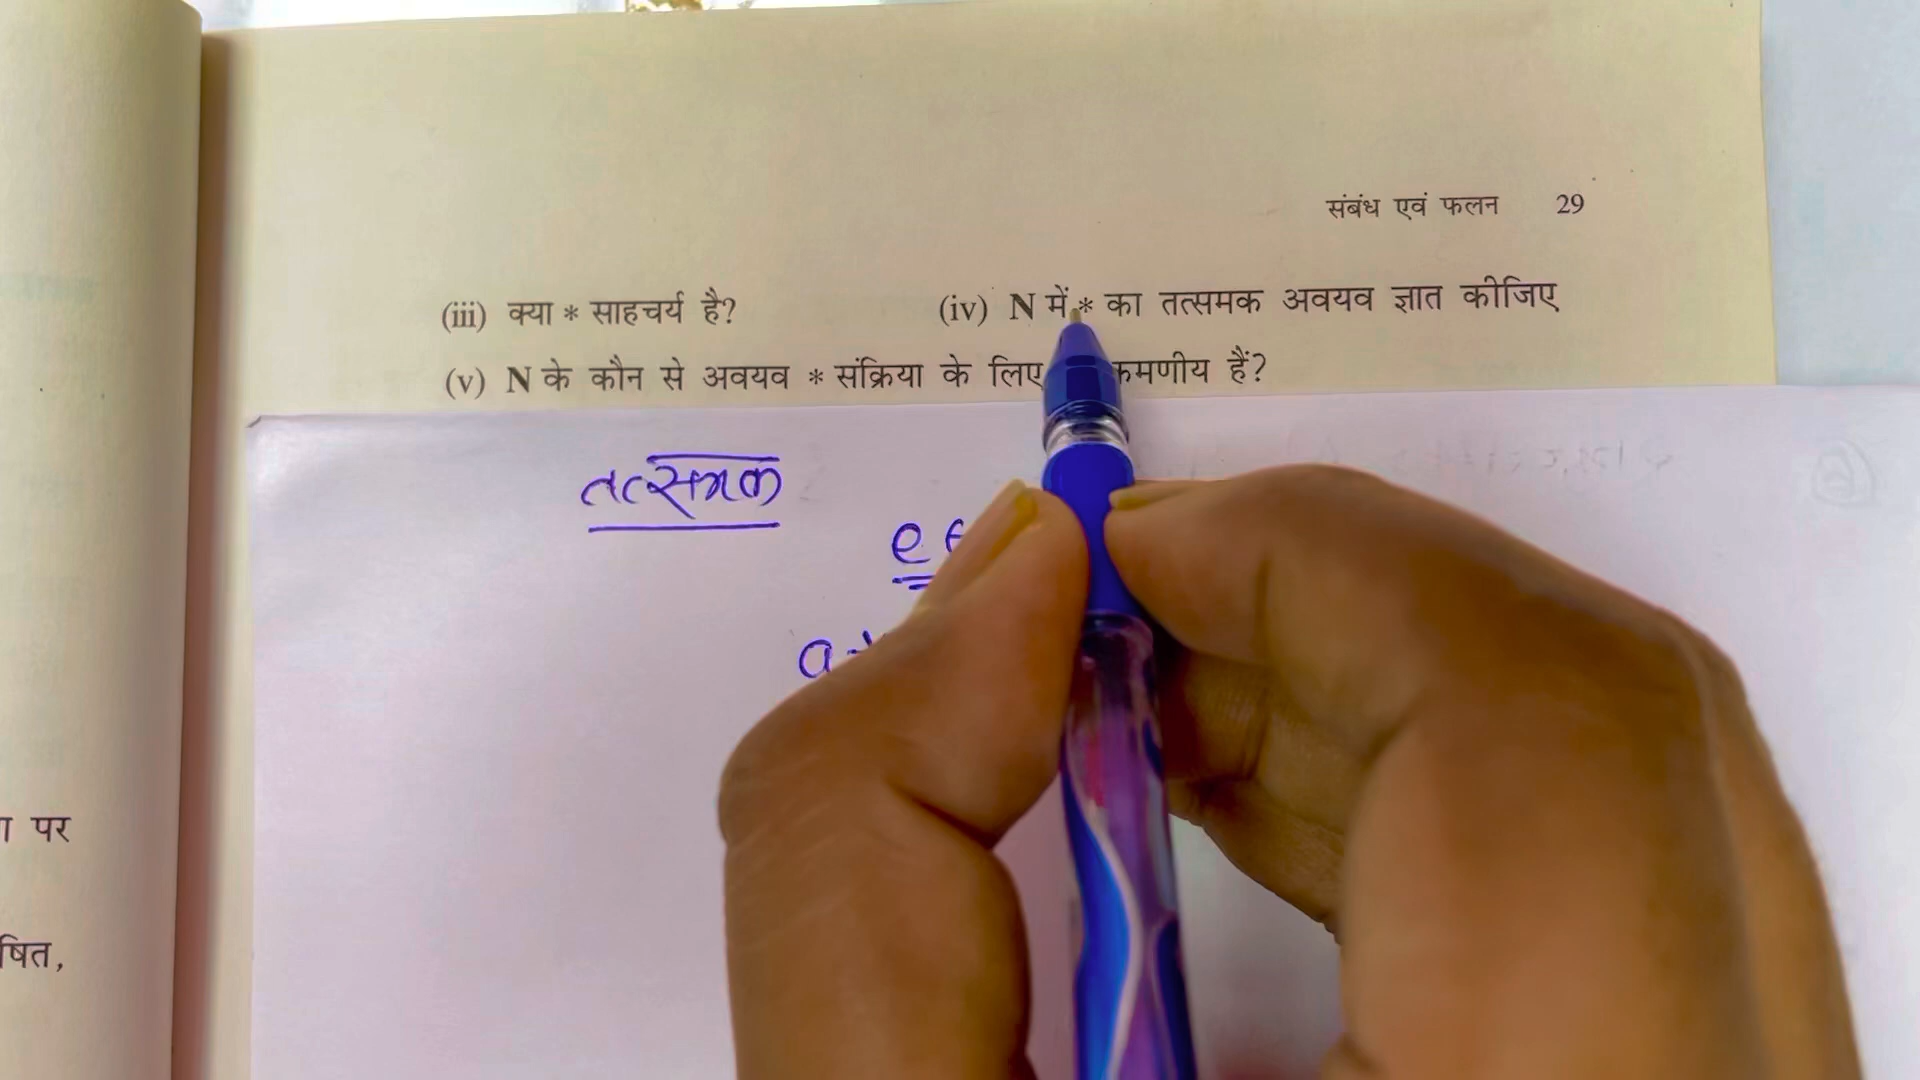 संबंध एवं फलन 29
(iii) क्या * साहचर्य है? (iv) N में * का तत्समक अवयव ज्ञात कीजिए
(v) N के कौन से अवयव * संक्रिया के लिए क्रमणीय हैं?
तत्समक
e
a
पर
षित,